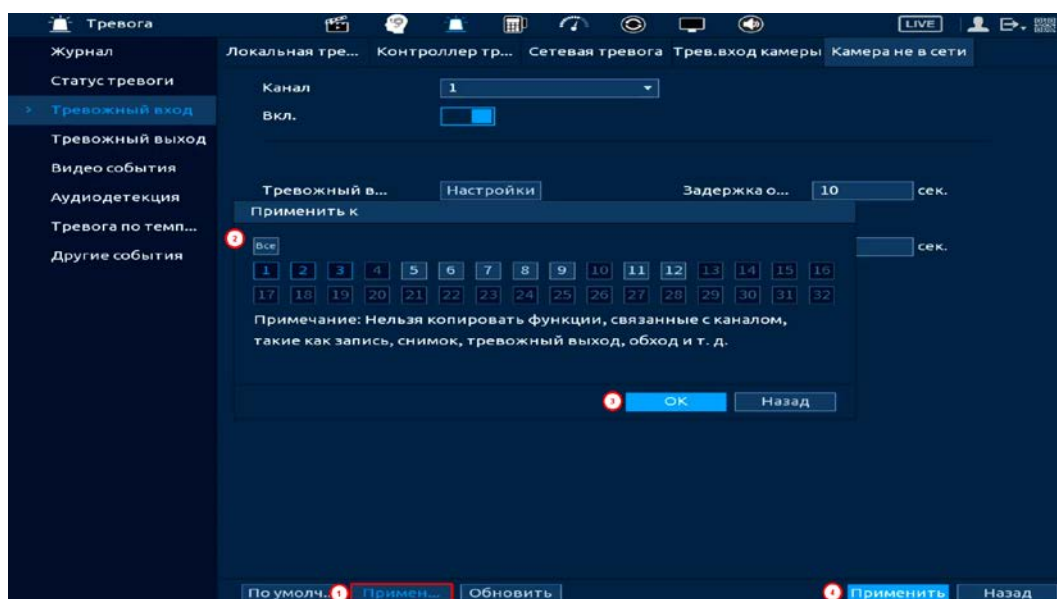 Тревога LIVE
Журнал
Статус тревоги
Тревожный вход
Тревожный выход
Видео события
Аудиодетекция
Тревога по темп...
Другие события
Локальная тре... Контроллер тр... Сетевая тревога Трев.вход камеры Камера не в сети
Канал 1
Вкл.
Тревожный в... Настройки Задержка о... 10 сек.
сек.
Применить к
2 Все
1 2 3 4 5 6 7 8 9 10 11 12 13 14 15 16
17 18 19 20 21 22 23 24 25 26 27 28 29 30 31 32
Примечание: Нельзя копировать функции, связанные с каналом,
такие как запись, снимок, тревожный выход, обход и т. д.
3 OK Назад
По умолч... 1 Примен... Обновить 4 Применить Назад